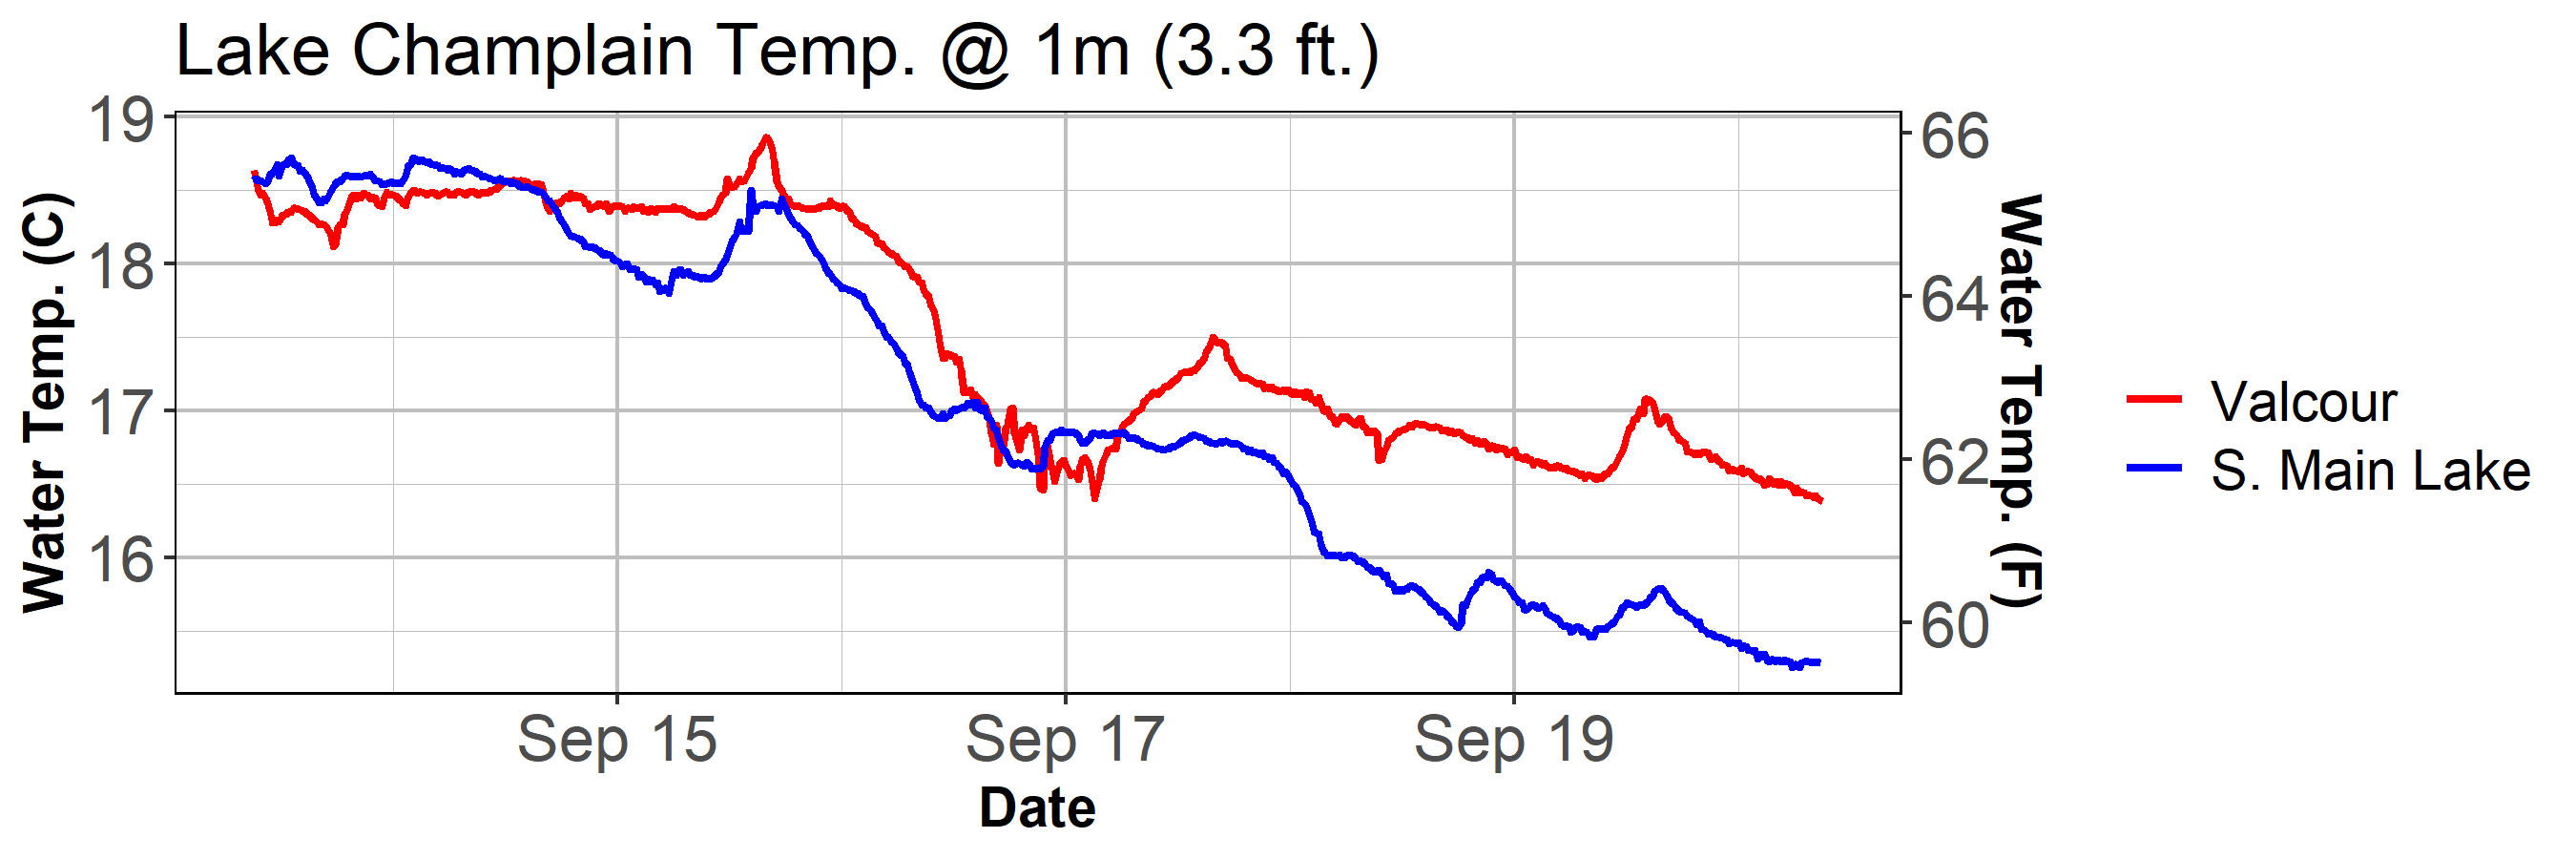 Lake Champlain Temp. @ 1m (3.3 ft.)
Water Temp. (C)
19
18
17
16
66
64
62
60
Water Temp. (F)
Sep 15
Sep 17
Sep 19
Date
Valcour
S. Main Lake